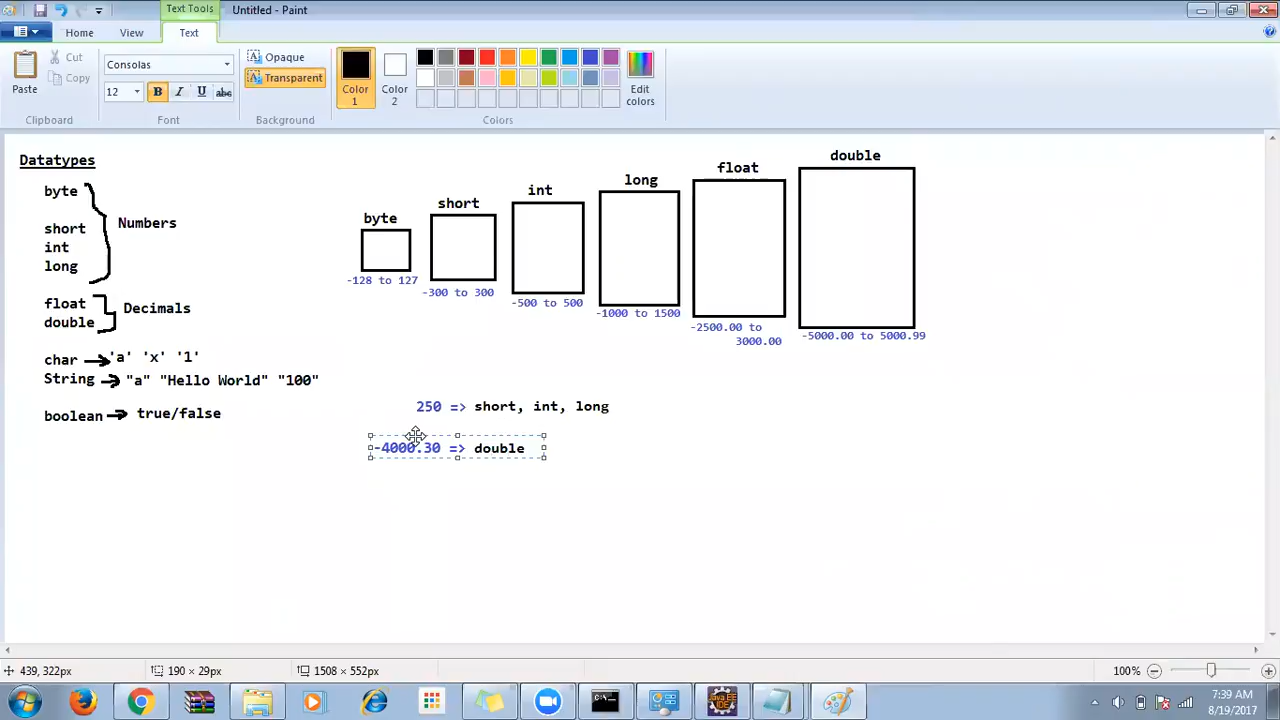 Text Tools
Untitled - Paint
Home
View
Text
Paste
Cut
Copy
Clipboard
Consolas
12
B
I
U
abc
Font
Opaque
Transparent
Background
Color 1
Color 2
Edit colors
Colors
Datatypes
byte
short
int
long
Numbers
float
double
Decimals
char 'a' 'x' '1'
String "a" "Hello World" "100"
boolean true/false
byte
short
int
long
float
double
-128 to 127
-300 to 300
-500 to 500
-1000 to 1500
-2500.00 to
3000.00
-5000.00 to 5000.99
250 => short, int, long
-4000.30 => double
439, 322px
190 × 29px
1508 × 552px
100%
C:\_
Java EE
IDE
7:39 AM
8/19/2017